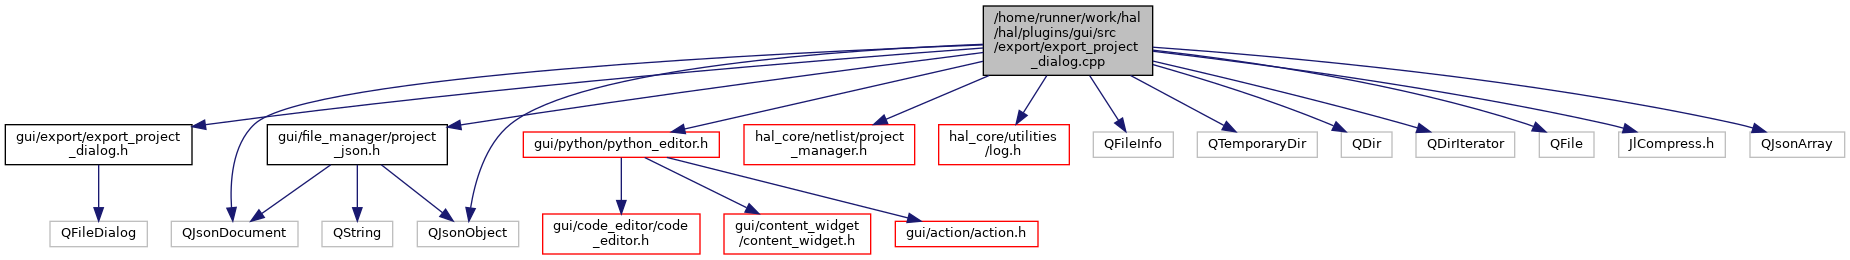 /home/runner/work/hal
/hal/plugins/gui/src
/export/export_project
_dialog.cpp
gui/export/export_project
_dialog.h
gui/file_manager/project
_json.h
gui/python/python_editor.h
hal_core/netlist/project
_manager.h
hal_core/utilities
/log.h
QFileInfo
QTemporaryDir
QDir
QDirIterator
QFile
JlCompress.h
QJsonArray
QFileDialog
QJsonDocument
QString
QJsonObject
gui/code_editor/code
_editor.h
gui/content_widget
/content_widget.h
gui/action/action.h